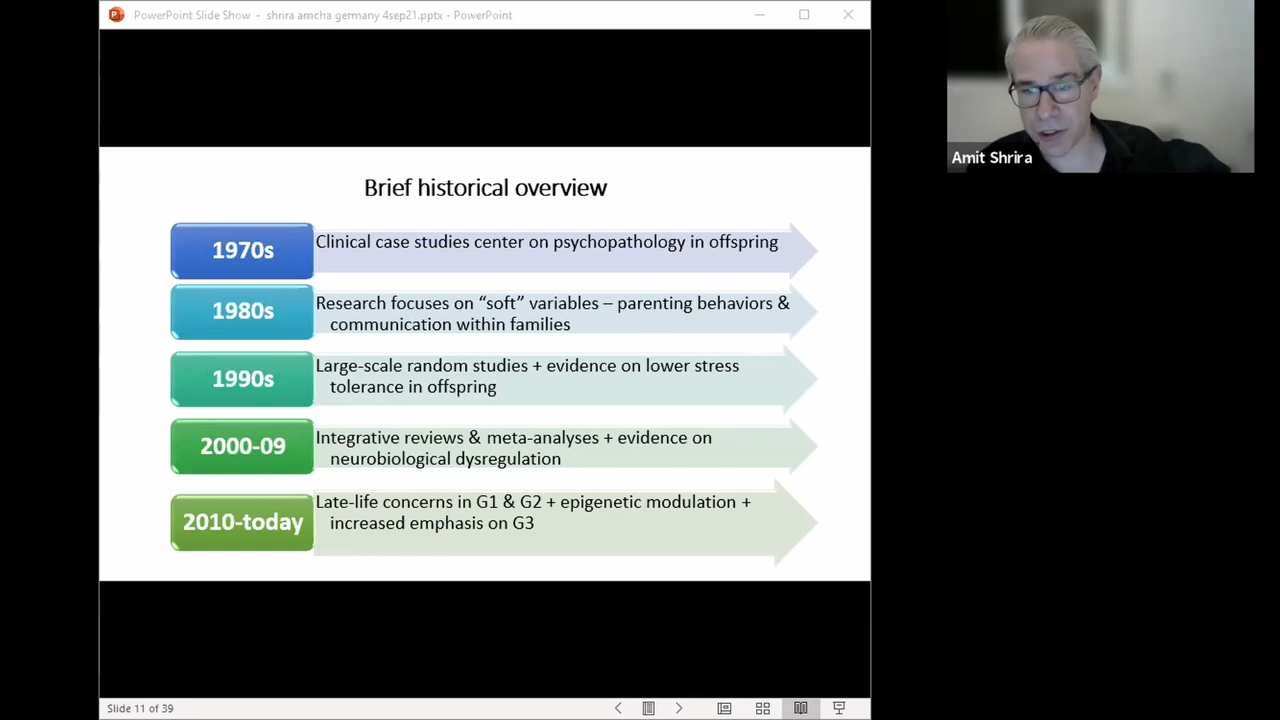 PowerPoint Slide Show - shrira amcha germany 4sep21.pptx - PowerPoint
Amit Shrira
Brief historical overview
1970s
Clinical case studies center on psychopathology in offspring
1980s
Research focuses on “soft” variables – parenting behaviors &
communication within families
1990s
Large-scale random studies + evidence on lower stress
tolerance in offspring
2000-09
Integrative reviews & meta-analyses + evidence on
neurobiological dysregulation
2010-today
Late-life concerns in G1 & G2 + epigenetic modulation +
increased emphasis on G3
Slide 11 of 39